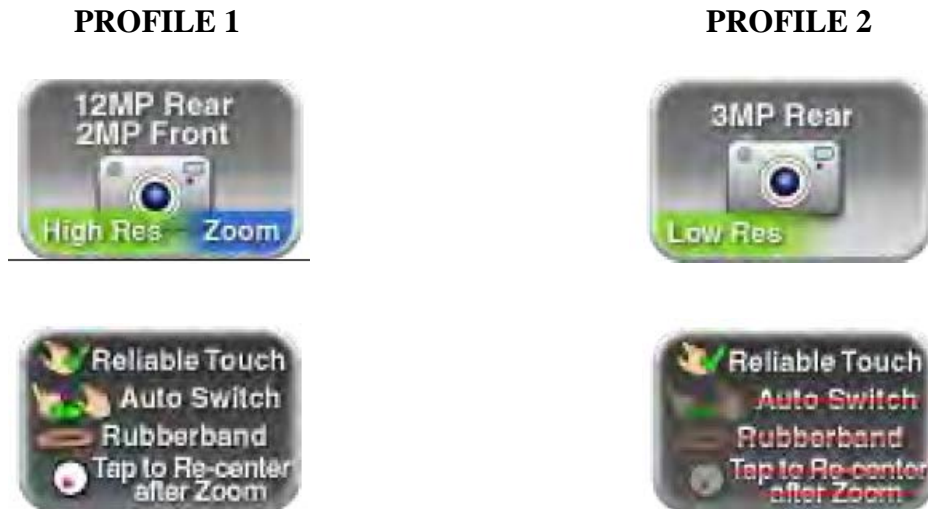 PROFILE 1
PROFILE 2
12MP Rear
2MP Front
High Res
Zoom
3MP Rear
Low Res
Reliable Touch
Auto Switch
Rubberband
Tap to Re-center
after Zoom
Reliable Touch
Auto Switch
Rubberband
Tap to Re-center
after Zoom